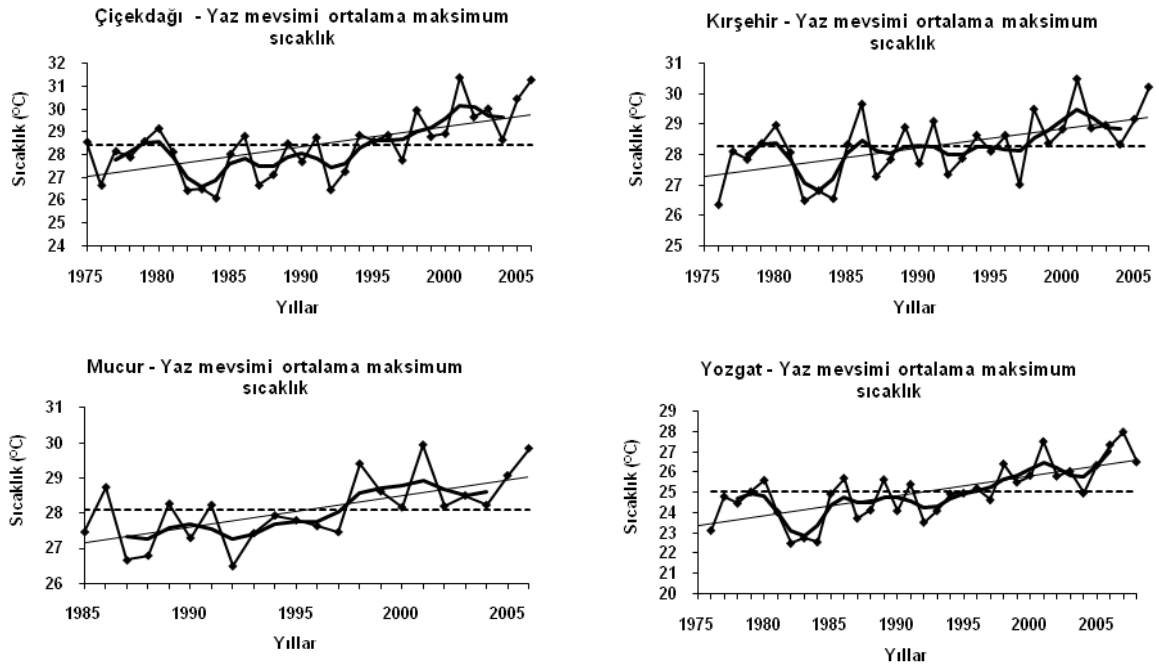 Çiçekdağı - Yaz mevsimi ortalama maksimum
sıcaklık
Sıcaklık (°C)
32
31
30
29
28
27
26
25
24
1975 1980 1985 1990 1995 2000 2005
Yıllar
Kırşehir - Yaz mevsimi ortalama maksimum
sıcaklık
Sıcaklık (°C)
31
30
29
28
27
26
25
1975 1980 1985 1990 1995 2000 2005
Yıllar
Mucur - Yaz mevsimi ortalama maksimum
sıcaklık
Sıcaklık (°C)
31
30
29
28
27
26
1985 1990 1995 2000 2005
Yıllar
Yozgat - Yaz mevsimi ortalama maksimum
sıcaklık
Sıcaklık (°C)
29
28
27
26
25
24
23
22
21
20
1975 1980 1985 1990 1995 2000 2005
Yıllar